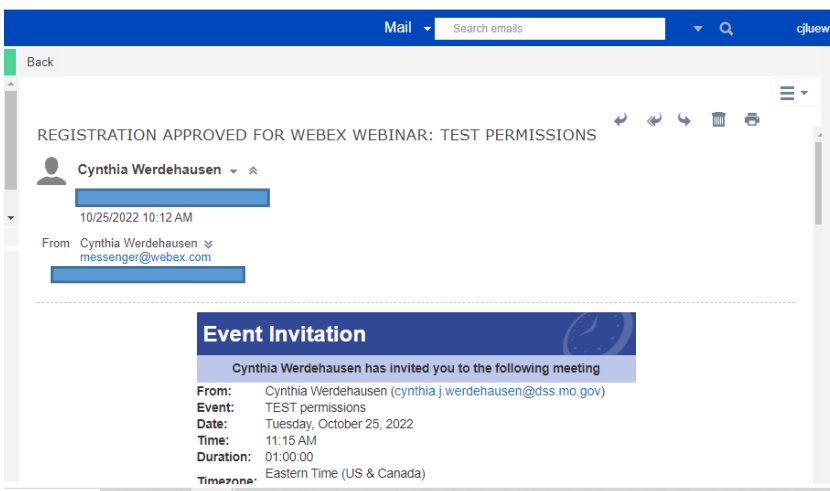 Mail Search emails cjluew
Back
REGISTRATION APPROVED FOR WEBEX WEBINAR: TEST PERMISSIONS
Cynthia Werdehausen
10/25/2022 10:12 AM
From Cynthia Werdehausen
messenger@webex.com
Event Invitation
Cynthia Werdehausen has invited you to the following meeting
From: Cynthia Werdehausen (cynthia.j.werdehausen@dss.mo.gov)
Event: TEST permissions
Date: Tuesday, October 25, 2022
Time: 11:15 AM
Duration: 01:00:00
Timezone: Eastern Time (US & Canada)